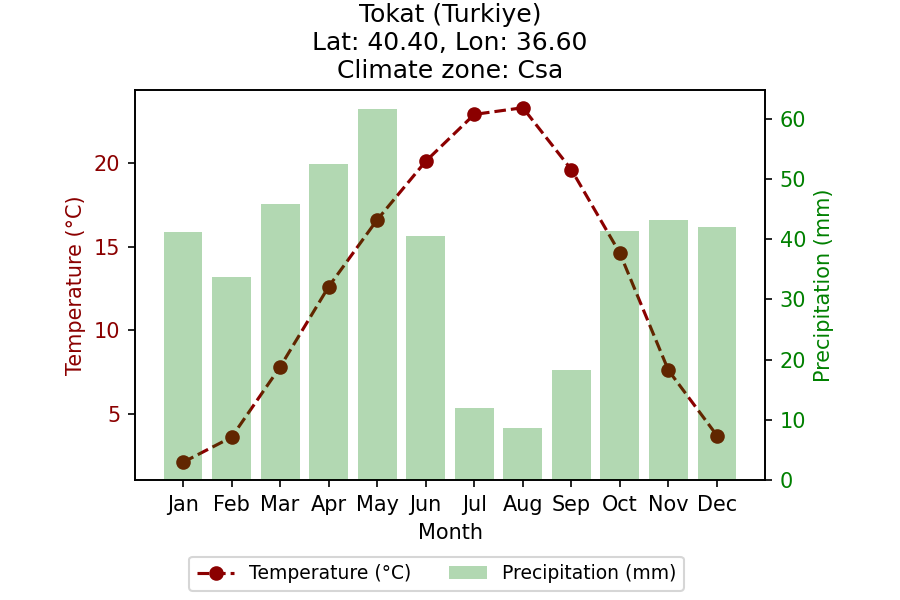 Tokat (Turkiye)
Lat: 40.40, Lon: 36.60
Climate zone: Csa
Temperature (°C)
20
15
10
5
60
50
40
30
20
10
0
Precipitation (mm)
Jan Feb Mar Apr May Jun Jul Aug Sep Oct Nov Dec
Month
Temperature (°C) Precipitation (mm)